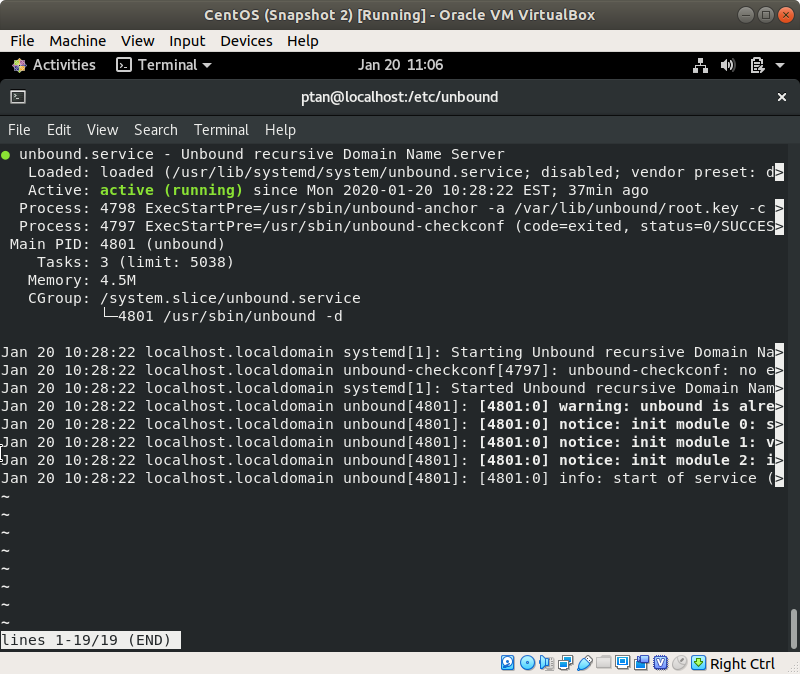 CentOS (Snapshot 2) [Running] - Oracle VM VirtualBox
File Machine View Input Devices Help
Activities Terminal Jan 20 11:06
ptan@localhost:/etc/unbound
File Edit View Search Terminal Help
● unbound.service - Unbound recursive Domain Name Server
Loaded: loaded (/usr/lib/systemd/system/unbound.service; disabled; vendor preset: d>
Active: active (running) since Mon 2020-01-20 10:28:22 EST; 37min ago
Process: 4798 ExecStartPre=/usr/sbin/unbound-anchor -a /var/lib/unbound/root.key -c >
Process: 4797 ExecStartPre=/usr/sbin/unbound-checkconf (code=exited, status=0/SUCCES>
Main PID: 4801 (unbound)
Tasks: 3 (limit: 5038)
Memory: 4.5M
CGroup: /system.slice/unbound.service
└─4801 /usr/sbin/unbound -d
Jan 20 10:28:22 localhost.localdomain systemd[1]: Starting Unbound recursive Domain Na>
Jan 20 10:28:22 localhost.localdomain unbound-checkconf[4797]: unbound-checkconf: no e>
Jan 20 10:28:22 localhost.localdomain systemd[1]: Started Unbound recursive Domain Nam>
Jan 20 10:28:22 localhost.localdomain unbound[4801]: [4801:0] warning: unbound is alre>
Jan 20 10:28:22 localhost.localdomain unbound[4801]: [4801:0] notice: init module 0: s>
Jan 20 10:28:22 localhost.localdomain unbound[4801]: [4801:0] notice: init module 1: v>
Jan 20 10:28:22 localhost.localdomain unbound[4801]: [4801:0] notice: init module 2: i>
Jan 20 10:28:22 localhost.localdomain unbound[4801]: [4801:0] info: start of service (>
~
~
~
~
~
~
~
~
lines 1-19/19 (END)
Right Ctrl